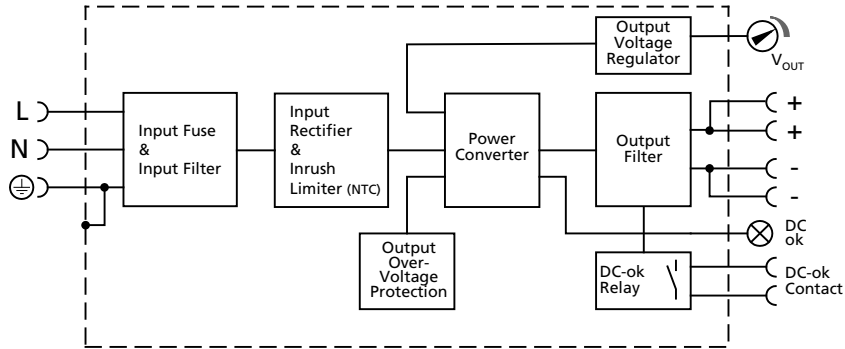 Output
Voltage
Regulator
VOUT
L
N
Input Fuse
&
Input Filter
Input
Rectifier
&
Inrush
Limiter (NTC)
Power
Converter
Output
Filter
+
+
-
-
Output
Over-
Voltage
Protection
DC
ok
DC-ok
Relay
DC-ok
Contact